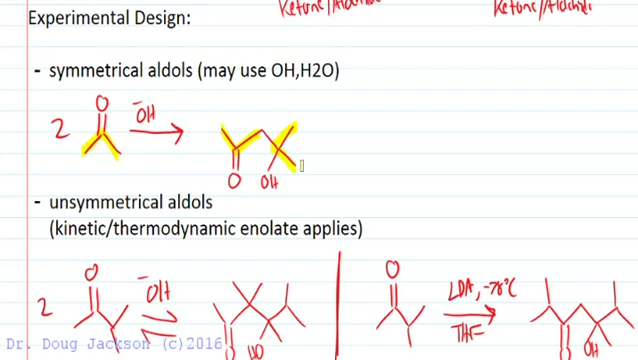 Ketone/Aldehyde Ketone/Aldehyde
Experimental Design:
- symmetrical aldols (may use OH,H2O)
2 O ⁻OH
O OH
- unsymmetrical aldols
(kinetic/thermodynamic enolate applies)
2 O ⁻OH O LDA, -78°C
THF
O HO O OH
Dr. Doug Jackson (c)2016